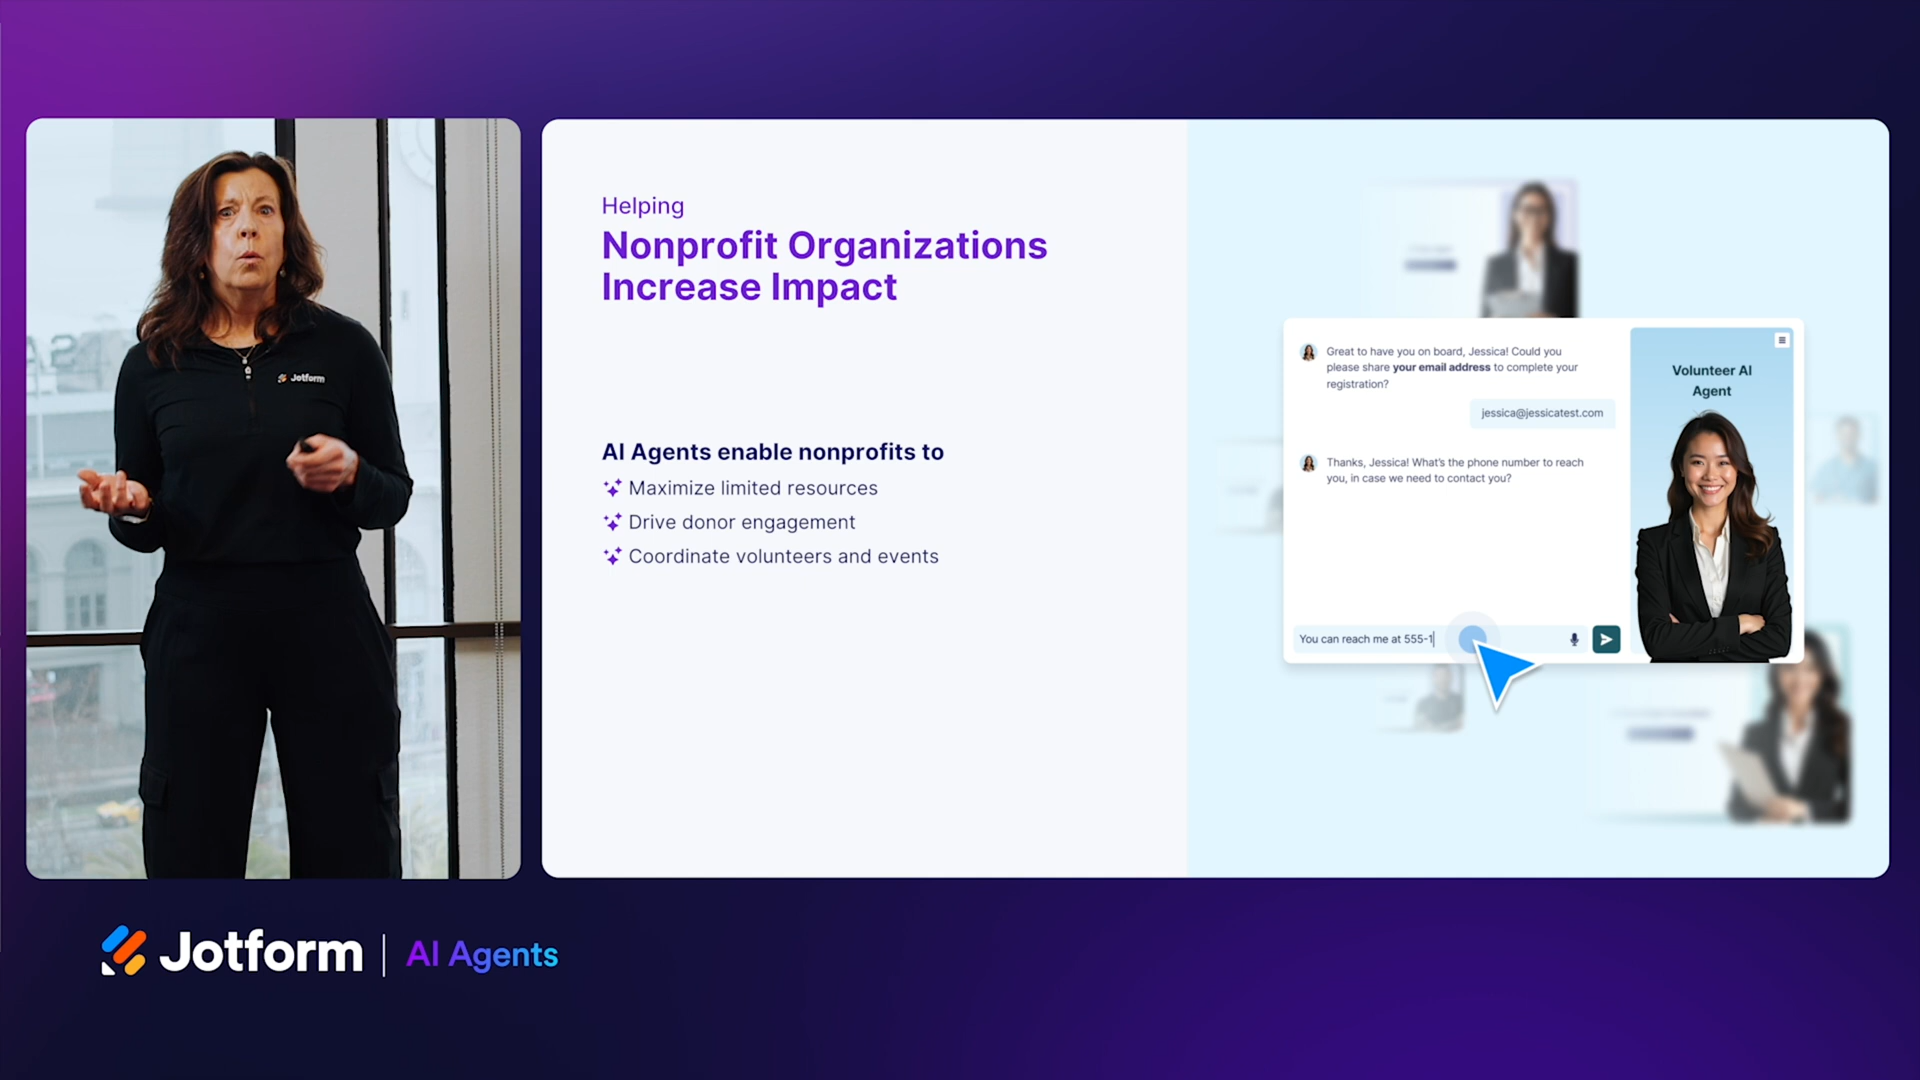 Jotform
Helping
Nonprofit Organizations
Increase Impact
AI Agents enable nonprofits to
Maximize limited resources
Drive donor engagement
Coordinate volunteers and events
Great to have you on board, Jessica! Could you
please share your email address to complete your
registration?
jessica@jessicatest.com
Thanks, Jessica! What's the phone number to reach
you, in case we need to contact you?
You can reach me at 555-1
Volunteer AI
Agent
Jotform | AI Agents